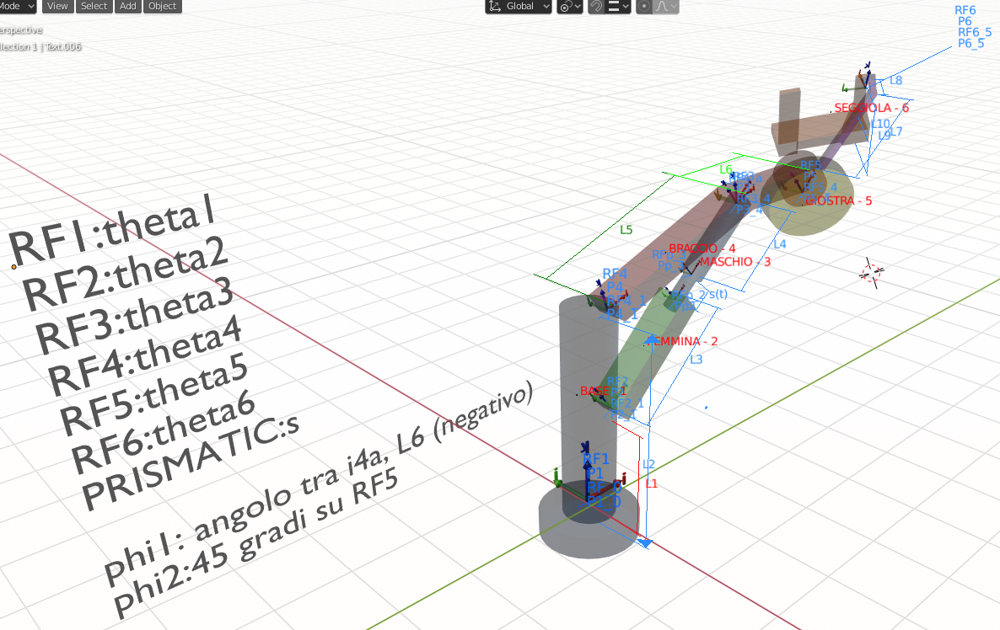 Mode View Select Add Object Global
erspective
llection 1 | Text.006
RF6
P6
RF6_5
P6_5
L8
SEGGIOLA - 6
L10
L9
L7
RF5
L6
GIOSTRA - 5
L5
L4
BRACCIO - 4
MASCHIO - 3
RF4
P4
RF4_1
P4_1
s(t)
EMMINA - 2
L3
RF2
RF2_1
RF1
P1
L2
L1
RF1:theta1
RF2:theta2
RF3:theta3
RF4:theta4
RF5:theta5
RF6:theta6
PRISMATIC:s
phi1: angolo tra i4a, L6 (negativo)
phi2:45 gradi su RF5